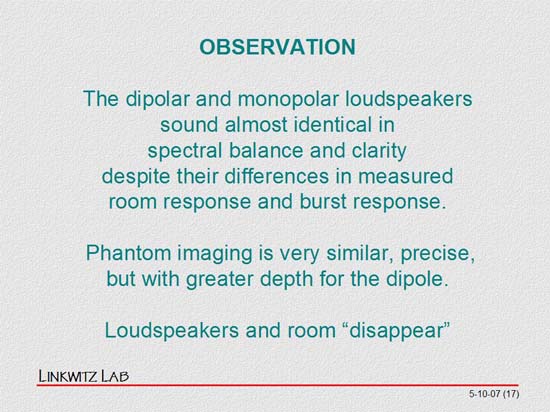 OBSERVATION
The dipolar and monopolar loudspeakers
sound almost identical in
spectral balance and clarity
despite their differences in measured
room response and burst response.
Phantom imaging is very similar, precise,
but with greater depth for the dipole.
Loudspeakers and room “disappear”
LINKWITZ LAB
5-10-07 (17)